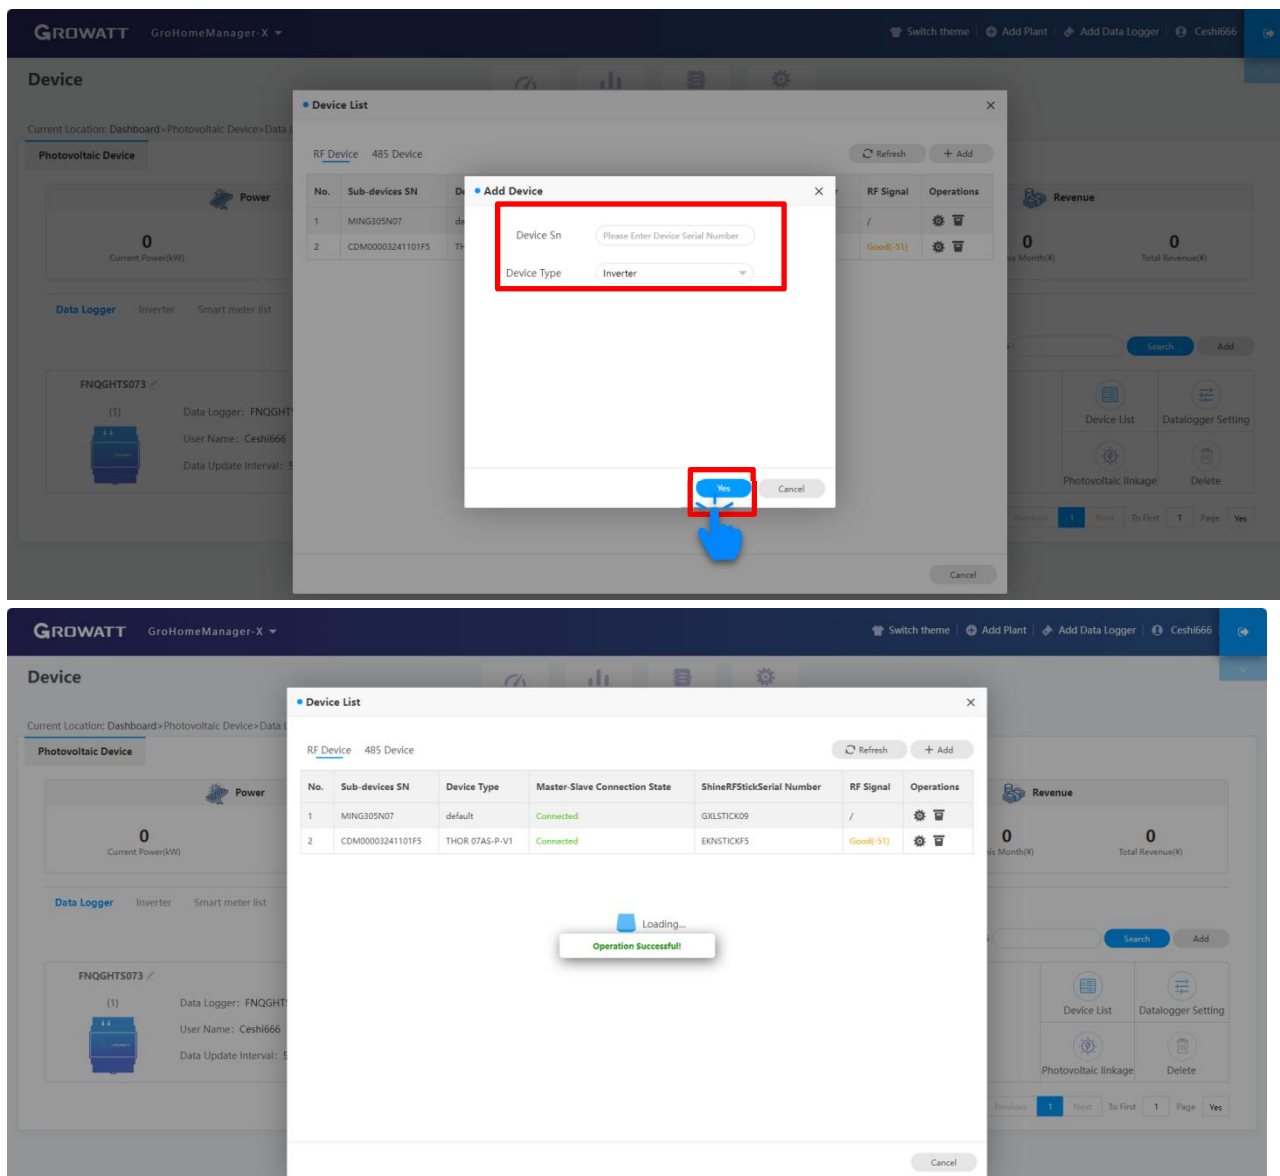 GROWATT GroHomeManager-X Switch theme Add Plant Add Data Logger Ceshi666
Device
Device List
Current Location: Dashboard>Photovoltaic Device>Data
Photovoltaic Device
RF Device 485 Device Refresh + Add
Add Device
No. Sub-devices SN RF Signal Operations
Power
Revenue
1 MING305N07 /
2 CDM00003241101F5 Good(-51)
Device Sn Please Enter Device Serial Number
Device Type Inverter
0
Current Power(kW)
0
Month(¥)
0
Total Revenue(¥)
Data Logger Inverter Smart meter list
Search Add
FNQGHTS073
(1)
Data Logger: FNQGHT
User Name: Ceshi666
Data Update Interval:
Device List Datalogger Setting
Photovoltaic linkage Delete
Yes Cancel
Previous 1 Next To First 1 Page Yes
Cancel
GROWATT GroHomeManager-X Switch theme Add Plant Add Data Logger Ceshi666
Device
Device List
Current Location: Dashboard>Photovoltaic Device>Data
Photovoltaic Device
RF Device 485 Device Refresh + Add
Power
Revenue
No. Sub-devices SN Device Type Master-Slave Connection State ShineRFStickSerial Number RF Signal Operations
1 MING305N07 default Connected GXLSTICK09 /
2 CDM00003241101F5 THOR 07AS-P-V1 Connected EKNSTICKF5 Good(-51)
0
Current Power(kW)
0
Month(¥)
0
Total Revenue(¥)
Data Logger Inverter Smart meter list
Loading...
Operation Successful!
Search Add
FNQGHTS073
(1)
Data Logger: FNQGHT
User Name: Ceshi666
Data Update Interval:
Device List Datalogger Setting
Photovoltaic linkage Delete
Previous 1 Next To First 1 Page Yes
Cancel